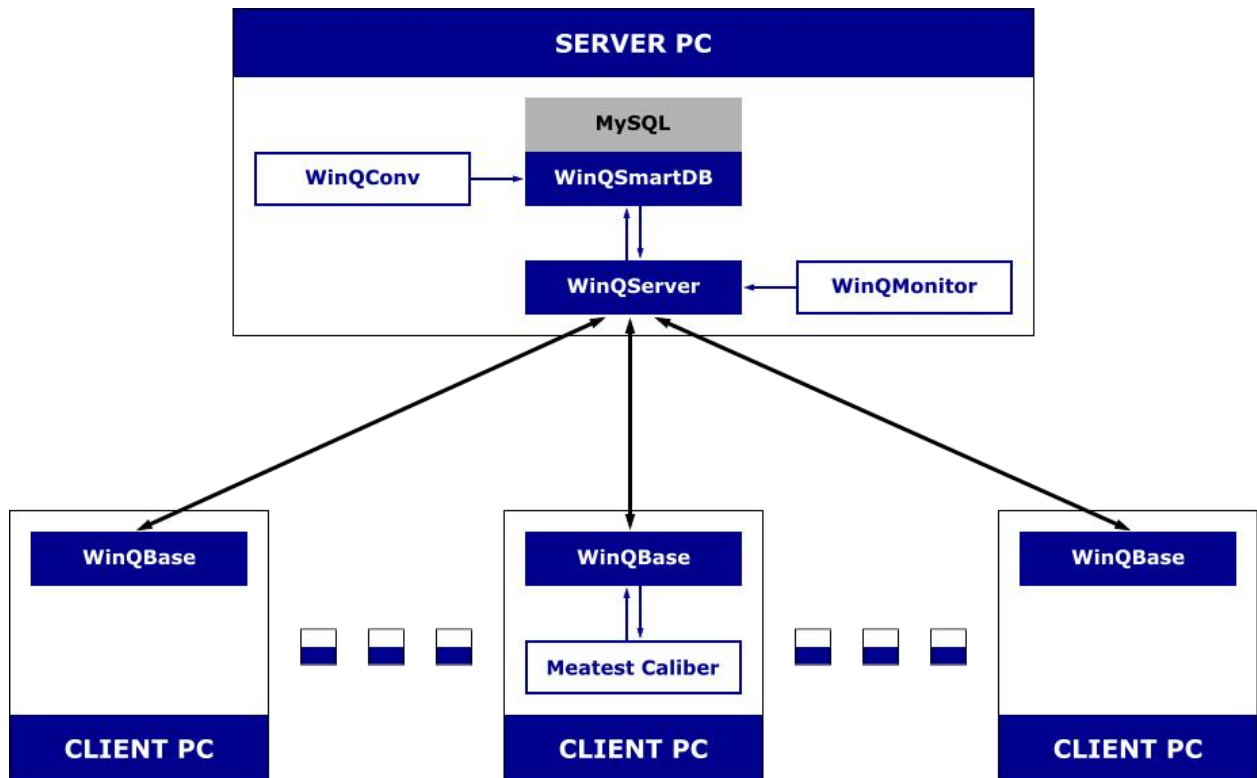 SERVER PC
MySQL
WinQConv
WinQSmartDB
WinQServer
WinQMonitor
WinQBase
WinQBase
WinQBase
Meatest Caliber
CLIENT PC
CLIENT PC
CLIENT PC